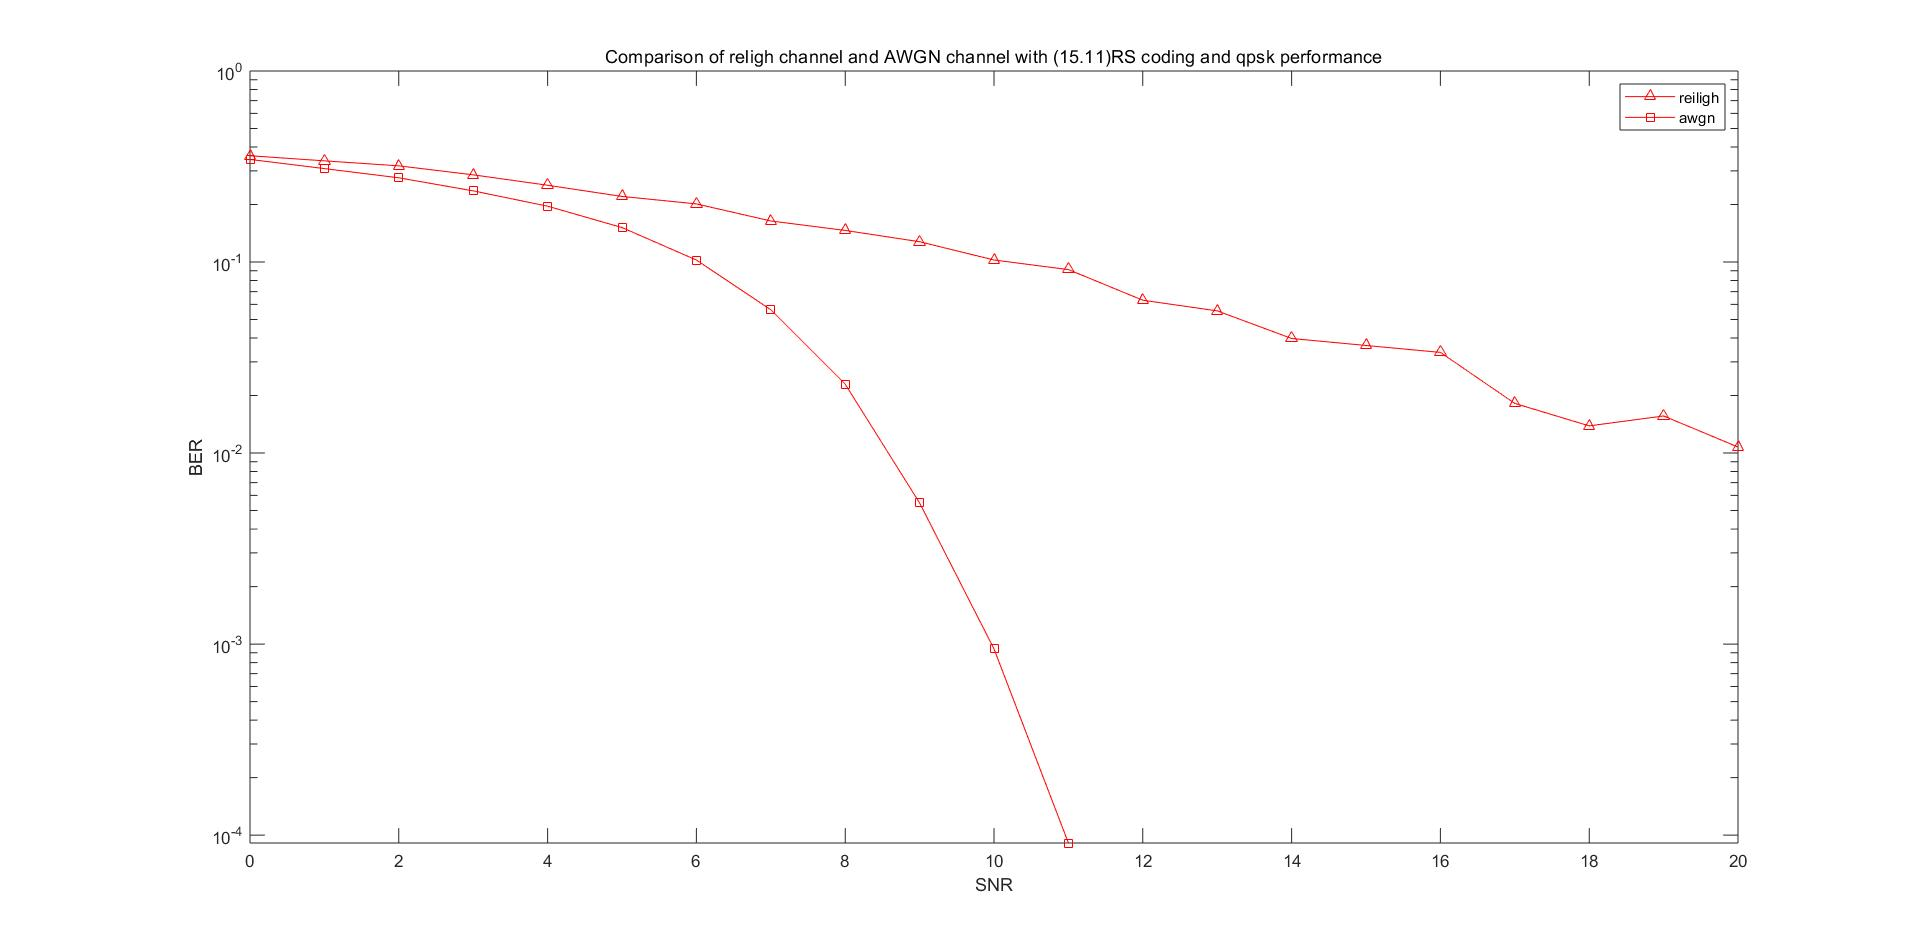 Comparison of religh channel and AWGN channel with (15.11)RS coding and qpsk performance
10^0
reiligh
awgn
10^-1
BER
10^-2
10^-3
10^-4
0 2 4 6 8 10 12 14 16 18 20
SNR